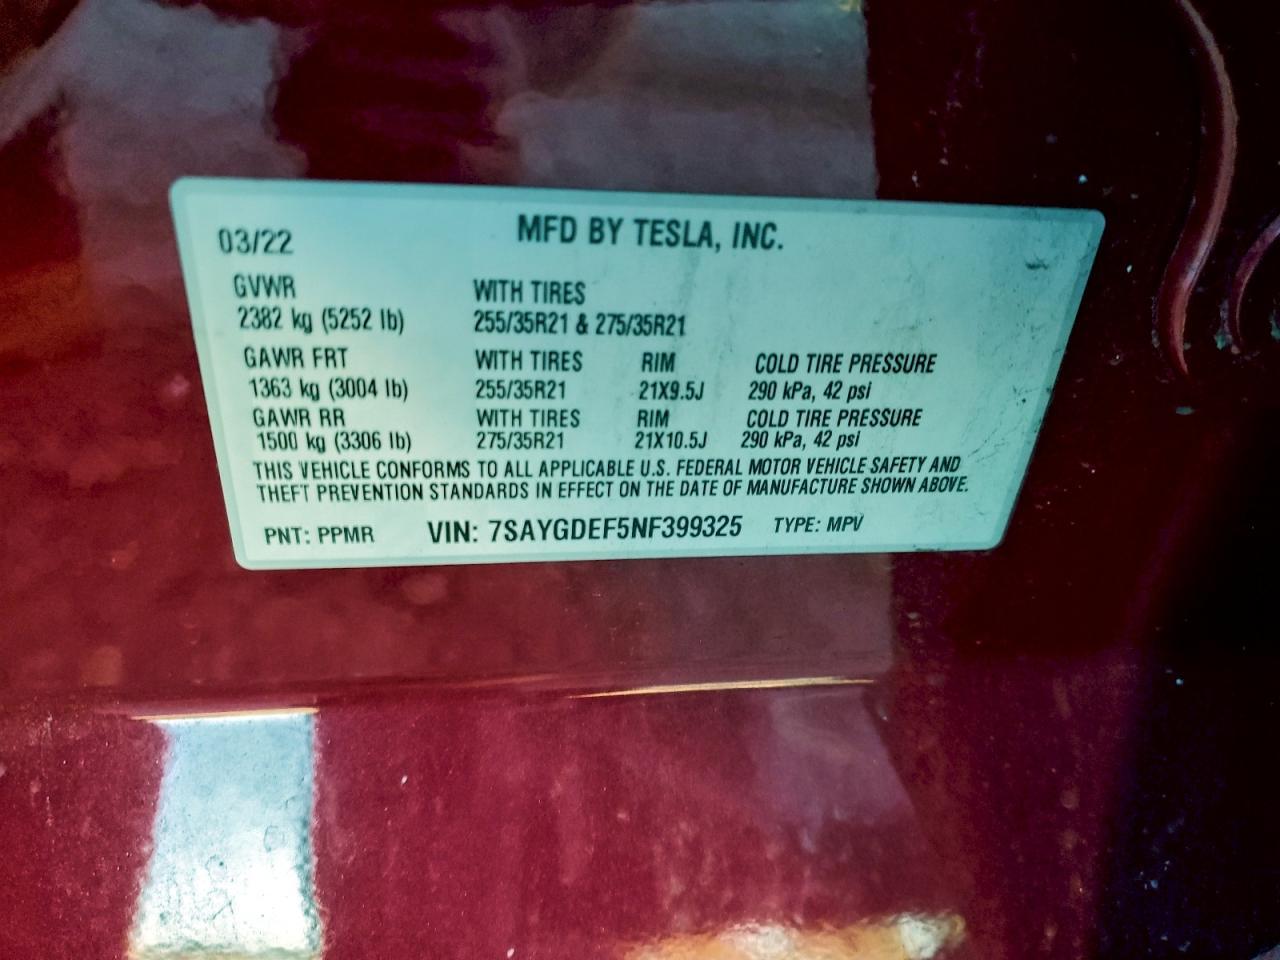 03/22 MFD BY TESLA, INC.
GVWR WITH TIRES
2382 kg (5252 lb) 255/35R21 & 275/35R21
GAWR FRT WITH TIRES RIM COLD TIRE PRESSURE
1363 kg (3004 lb) 255/35R21 21X9.5J 290 kPa, 42 psi
GAWR RR WITH TIRES RIM COLD TIRE PRESSURE
1500 kg (3306 lb) 275/35R21 21X10.5J 290 kPa, 42 psi
THIS VEHICLE CONFORMS TO ALL APPLICABLE U.S. FEDERAL MOTOR VEHICLE SAFETY AND
THEFT PREVENTION STANDARDS IN EFFECT ON THE DATE OF MANUFACTURE SHOWN ABOVE.
PNT: PPMR VIN: 7SAYGDEF5NF399325 TYPE: MPV